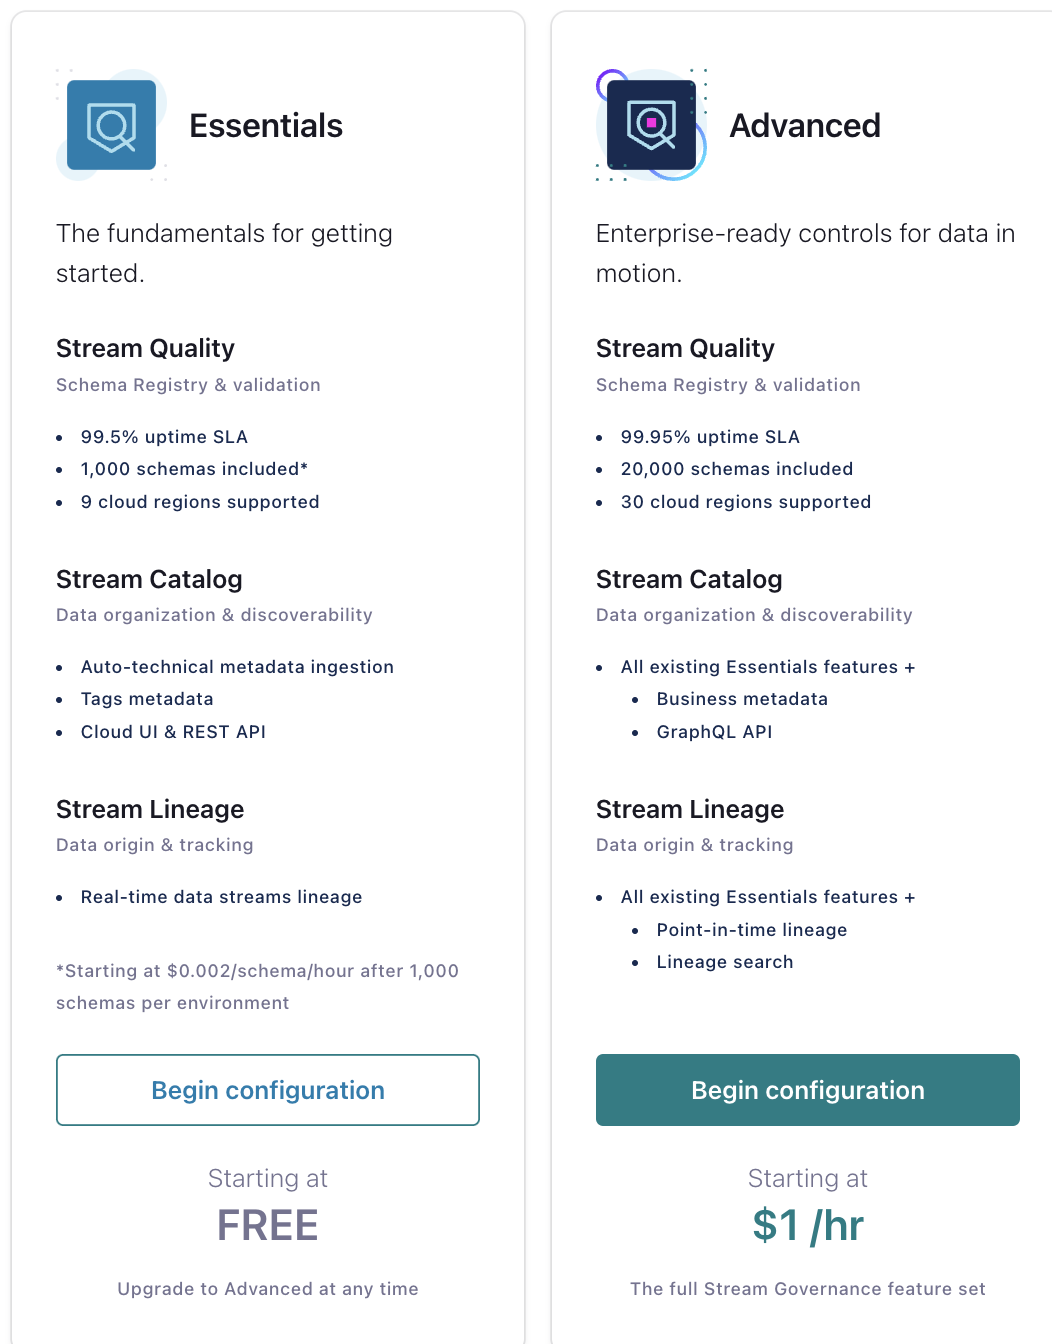 Essentials
The fundamentals for getting
started.
Stream Quality
Schema Registry & validation
• 99.5% uptime SLA
• 1,000 schemas included*
• 9 cloud regions supported
Stream Catalog
Data organization & discoverability
• Auto-technical metadata ingestion
• Tags metadata
• Cloud UI & REST API
Stream Lineage
Data origin & tracking
• Real-time data streams lineage
*Starting at $0.002/schema/hour after 1,000
schemas per environment
Begin configuration
Starting at
FREE
Upgrade to Advanced at any time
Advanced
Enterprise-ready controls for data in
motion.
Stream Quality
Schema Registry & validation
• 99.95% uptime SLA
• 20,000 schemas included
• 30 cloud regions supported
Stream Catalog
Data organization & discoverability
• All existing Essentials features +
• Business metadata
• GraphQL API
Stream Lineage
Data origin & tracking
• All existing Essentials features +
• Point-in-time lineage
• Lineage search
Begin configuration
Starting at
$1 /hr
The full Stream Governance feature set